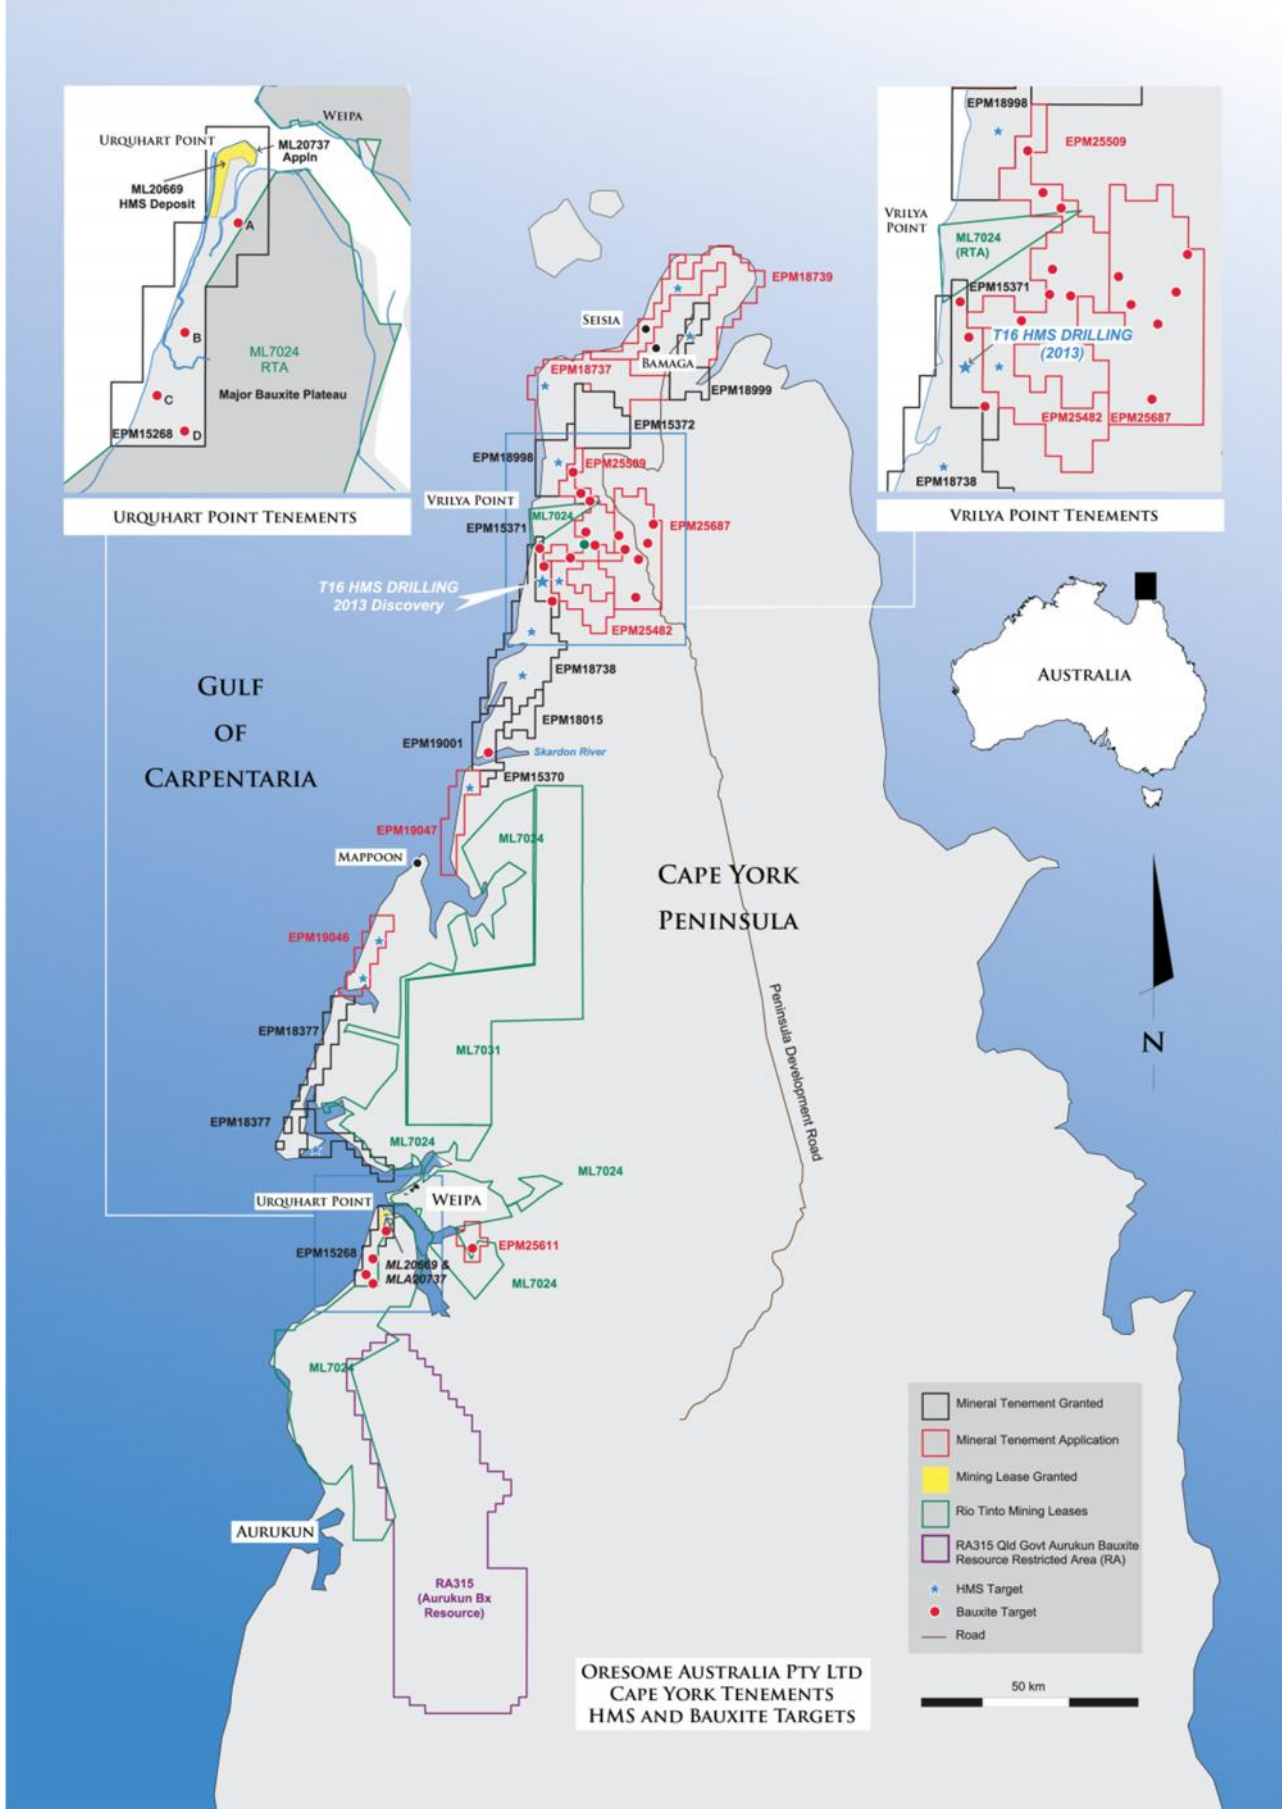 WEIPA
URQUHART POINT
ML20737
Appln
ML20669
HMS Deposit
A
B
ML7024
RTA
Major Bauxite Plateau
C
D
EPM15268
URQUHART POINT TENEMENTS
EPM18998
EPM25509
VRILYA
POINT
ML7024
(RTA)
EPM15371
T16 HMS DRILLING
(2013)
EPM25482
EPM25687
EPM18738
VRILYA POINT TENEMENTS
EPM18739
SEISIA
BAMAGA
EPM18737
EPM18999
EPM15372
EPM18998
EPM25509
VRILYA POINT
ML7024
EPM15371
EPM25687
T16 HMS DRILLING
2013 Discovery
EPM25482
EPM18738
AUSTRALIA
GULF
OF
CARPENTARIA
EPM18015
EPM19001
Skardon River
EPM15370
EPM19047
ML7024
MAPPOON
CAPE YORK
PENINSULA
EPM19046
Peninsula Development Road
EPM18377
ML7031
N
EPM18377
ML7024
ML7024
URQUHART POINT
WEIPA
EPM15268
EPM25611
ML20669 &
MLA20737
ML7024
ML7024
AURUKUN
RA315
(Aurukun Bx
Resource)
Mineral Tenement Granted
Mineral Tenement Application
Mining Lease Granted
Rio Tinto Mining Leases
RA315 Qld Govt Aurukun Bauxite
Resource Restricted Area (RA)
HMS Target
Bauxite Target
Road
50 km
ORESOME AUSTRALIA PTY LTD
CAPE YORK TENEMENTS
HMS AND BAUXITE TARGETS